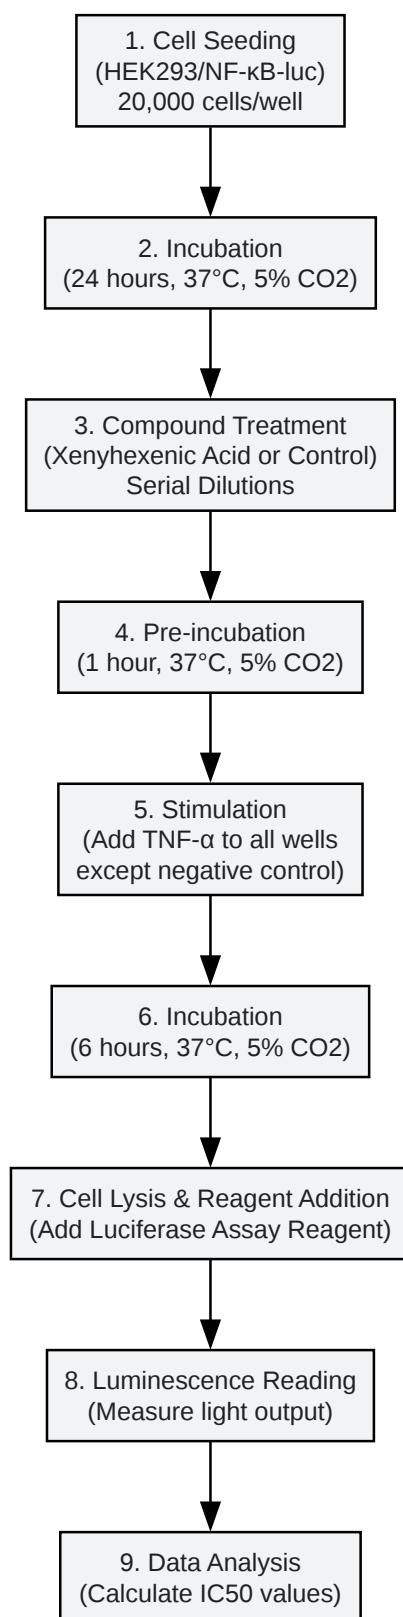 1. Cell Seeding
(HEK293/NF-κB-luc)
20,000 cells/well
2. Incubation
(24 hours, 37°C, 5% CO2)
3. Compound Treatment
(Xenyhexenic Acid or Control)
Serial Dilutions
4. Pre-incubation
(1 hour, 37°C, 5% CO2)
5. Stimulation
(Add TNF-α to all wells
except negative control)
6. Incubation
(6 hours, 37°C, 5% CO2)
7. Cell Lysis & Reagent Addition
(Add Luciferase Assay Reagent)
8. Luminescence Reading
(Measure light output)
9. Data Analysis
(Calculate IC50 values)